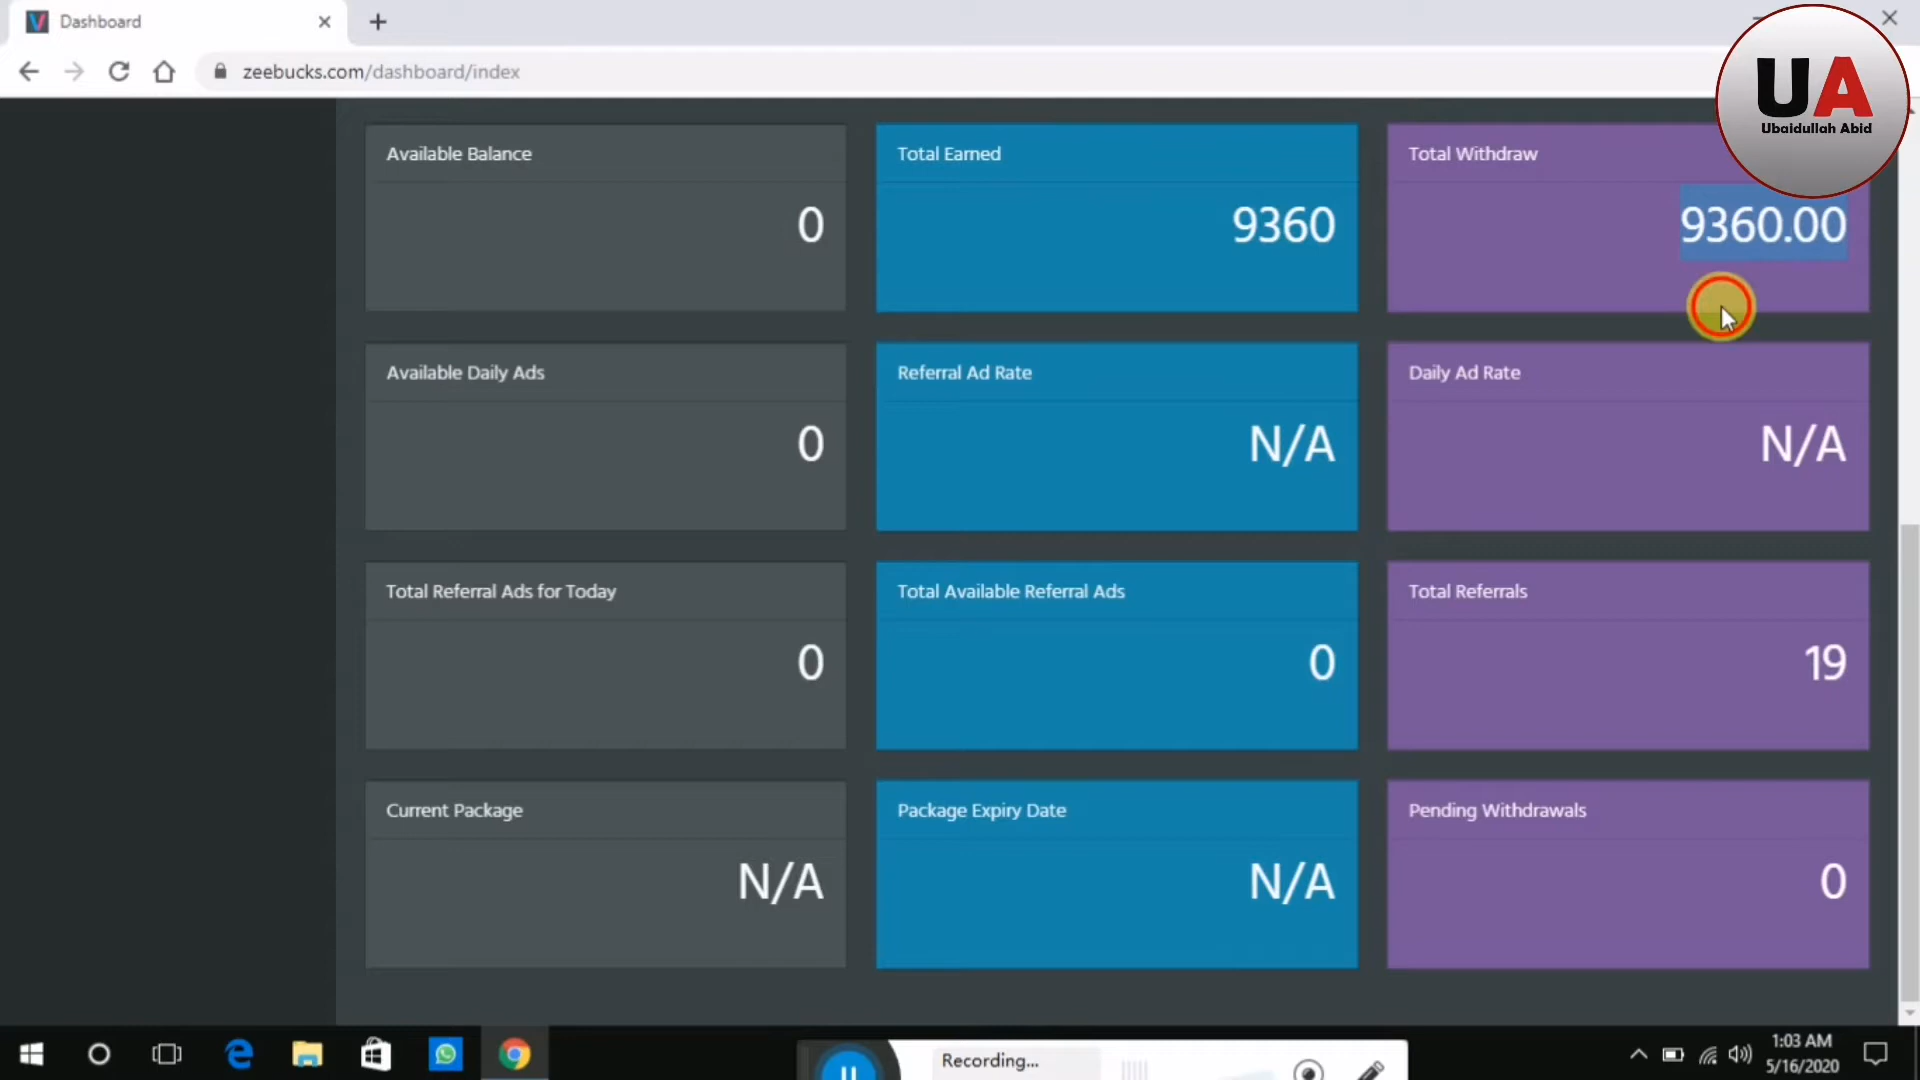 Dashboard
zeebucks.com/dashboard/index
UA
Ubaidullah Abid
Available Balance
0
Total Earned
9360
Total Withdraw
9360.00
Available Daily Ads
0
Referral Ad Rate
N/A
Daily Ad Rate
N/A
Total Referral Ads for Today
0
Total Available Referral Ads
0
Total Referrals
19
Current Package
N/A
Package Expiry Date
N/A
Pending Withdrawals
0
Recording...
1:03 AM
5/16/2020